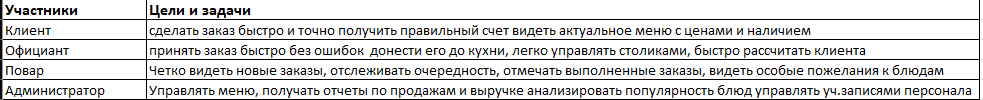 Участники Цели и задачи
Клиент сделать заказ быстро и точно получить правильный счет видеть актуальное меню с ценами и наличием
Официант принять заказ быстро без ошибок  донести его до кухни, легко управлять столиками, быстро рассчитать клиента
Повар Четко видеть новые заказы, отслеживать очередность, отмечать выполненные заказы, видеть особые пожелания к блюдам
Администратор Управлять меню, получать отчеты по продажам и выручке анализировать популярность блюд управлять уч.записями персонала